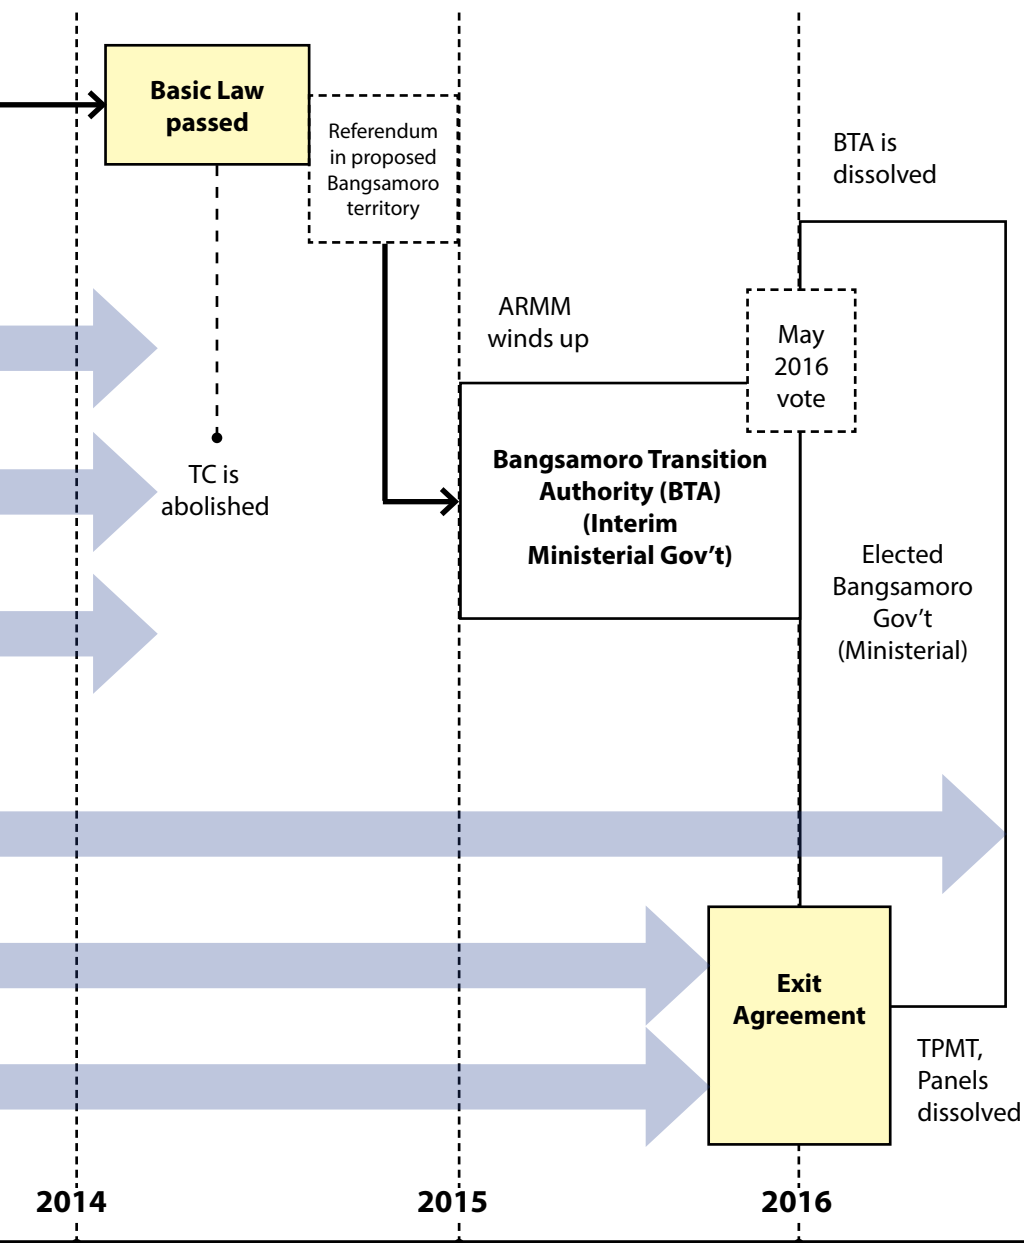 Basic Law
passed
Referendum
in proposed
Bangsamoro
territory
BTA is
dissolved
ARMM
winds up
May
2016
vote
TC is
abolished
Bangsamoro Transition
Authority (BTA)
(Interim
Ministerial Gov't)
Elected
Bangsamoro
Gov't
(Ministerial)
Exit
Agreement
TPMT,
Panels
dissolved
2014
2015
2016